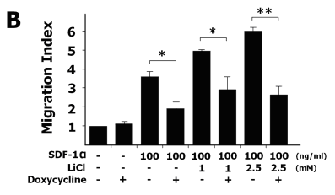 B
Migration Index
6
5
4
3
2
1
*
*
**
SDF-1α - - 100 100 100 100 100 100 (ng/ml)
LiCl - - - - 1 1 2.5 2.5 (mN)
Doxycycline - + - + - + - +